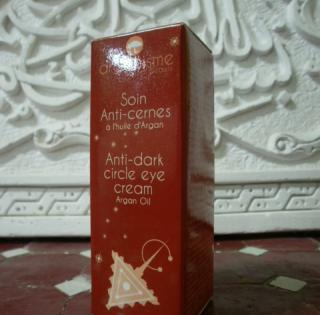 Soin
Anti-cernes
à l'huile d'Argan
Anti-dark
circle eye
cream
Argan Oil